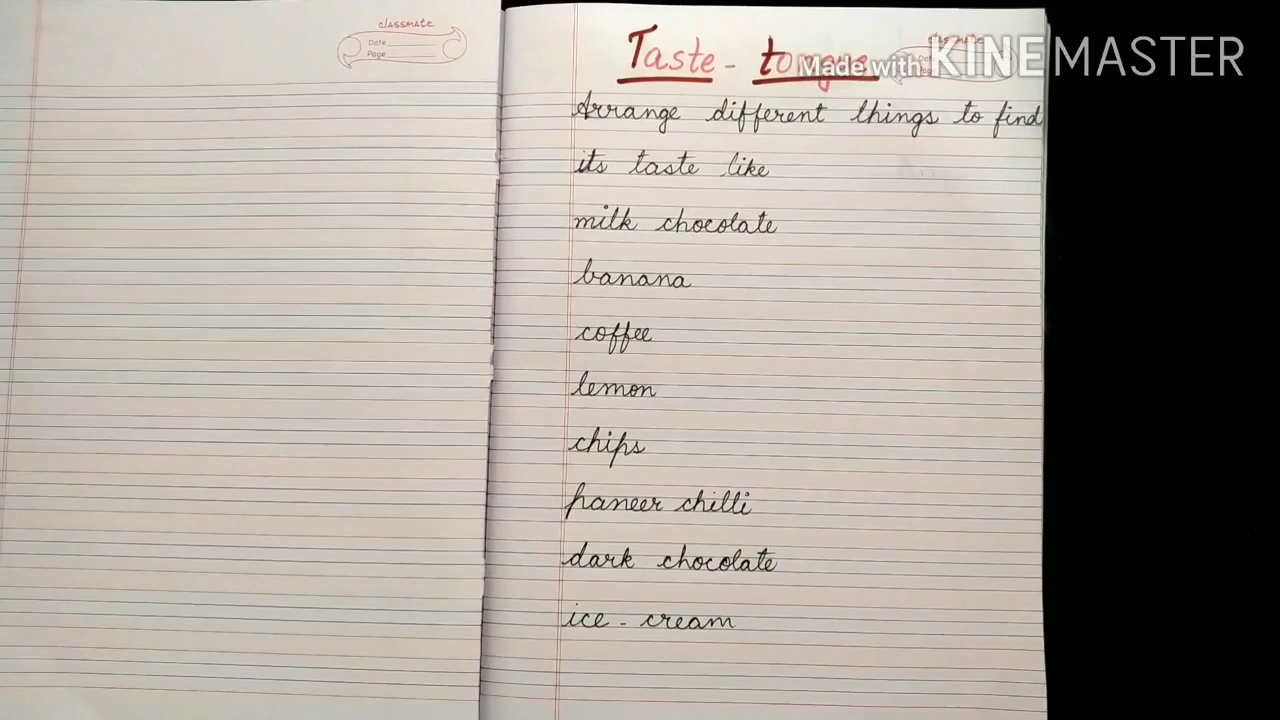 classmate
Date
Page
Taste - tongue
Made with KINEMASTER
Arrange different things to find
its taste like
milk chocolate
banana
coffee
lemon
chips
paneer chilli
dark chocolate
ice - cream